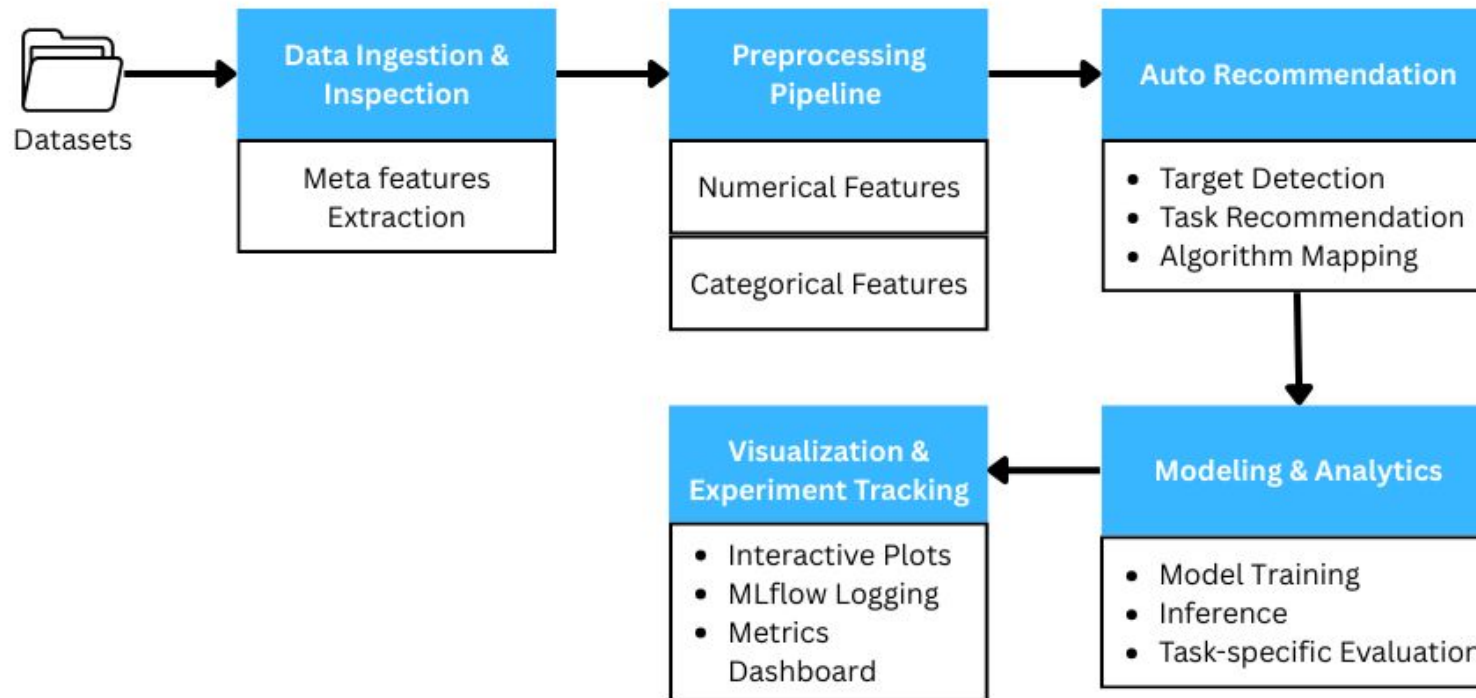 Datasets
Data Ingestion &
Inspection
Meta features
Extraction
Preprocessing
Pipeline
Numerical Features
Categorical Features
Auto Recommendation
• Target Detection
• Task Recommendation
• Algorithm Mapping
Modeling & Analytics
• Model Training
• Inference
• Task-specific Evaluation
Visualization &
Experiment Tracking
• Interactive Plots
• MLflow Logging
• Metrics
Dashboard